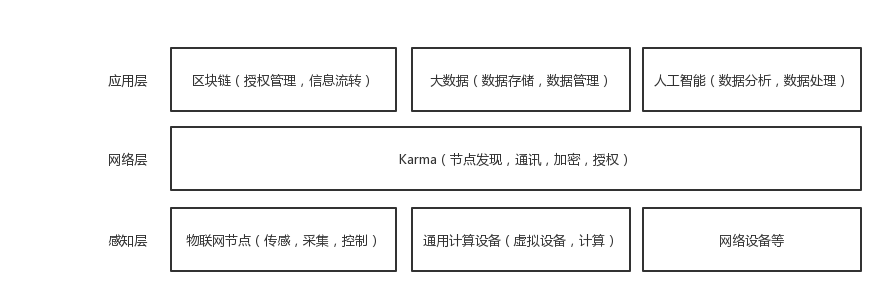 应用层
区块链（授权管理，信息流转）
大数据（数据存储，数据管理）
人工智能（数据分析，数据处理）
网络层
Karma（节点发现，通讯，加密，授权）
感知层
物联网节点（传感，采集，控制）
通用计算设备（虚拟设备，计算）
网络设备等